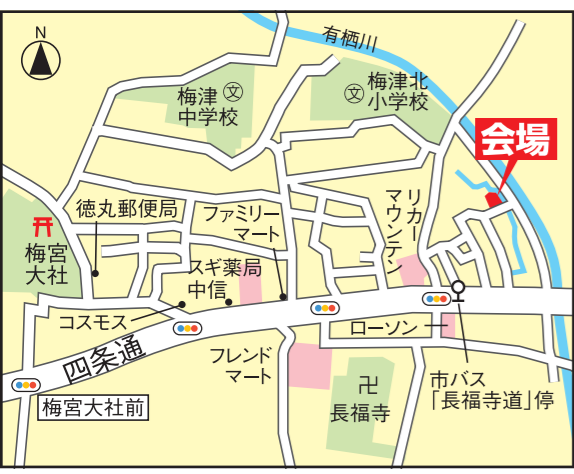 N
有栖川
梅津
中学校
文
文
梅津北
小学校
会場
徳丸郵便局
ファミリー
マート
リカー
マウンテン
梅宮
大社
スギ薬局
中信
コスモス
ローソン
四条通
フレンド
マート
卍
長福寺
市バス
「長福寺道」停
梅宮大社前